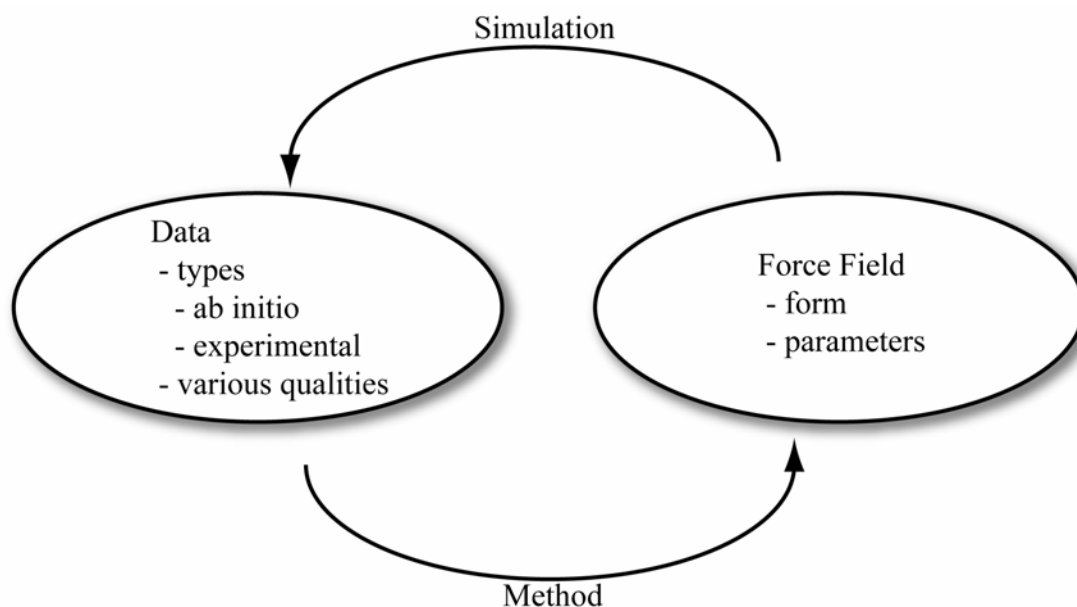 Simulation
Data
- types
- ab initio
- experimental
- various qualities
Force Field
- form
- parameters
Method